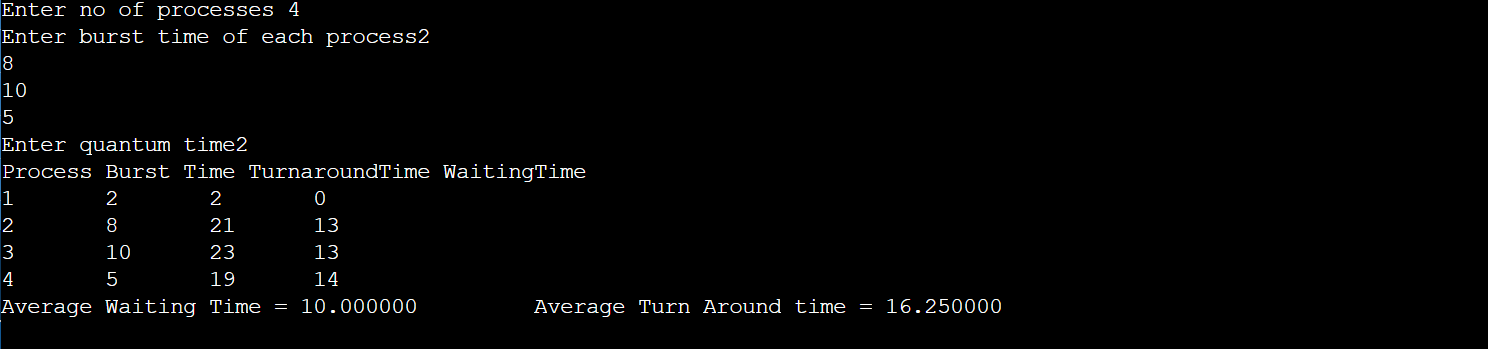 Enter no of processes 4
Enter burst time of each process2
8
10
5
Enter quantum time2
Process Burst Time TurnaroundTime WaitingTime
1       2       2       0
2       8       21      13
3       10      23      13
4       5       19      14
Average Waiting Time = 10.000000         Average Turn Around time = 16.250000